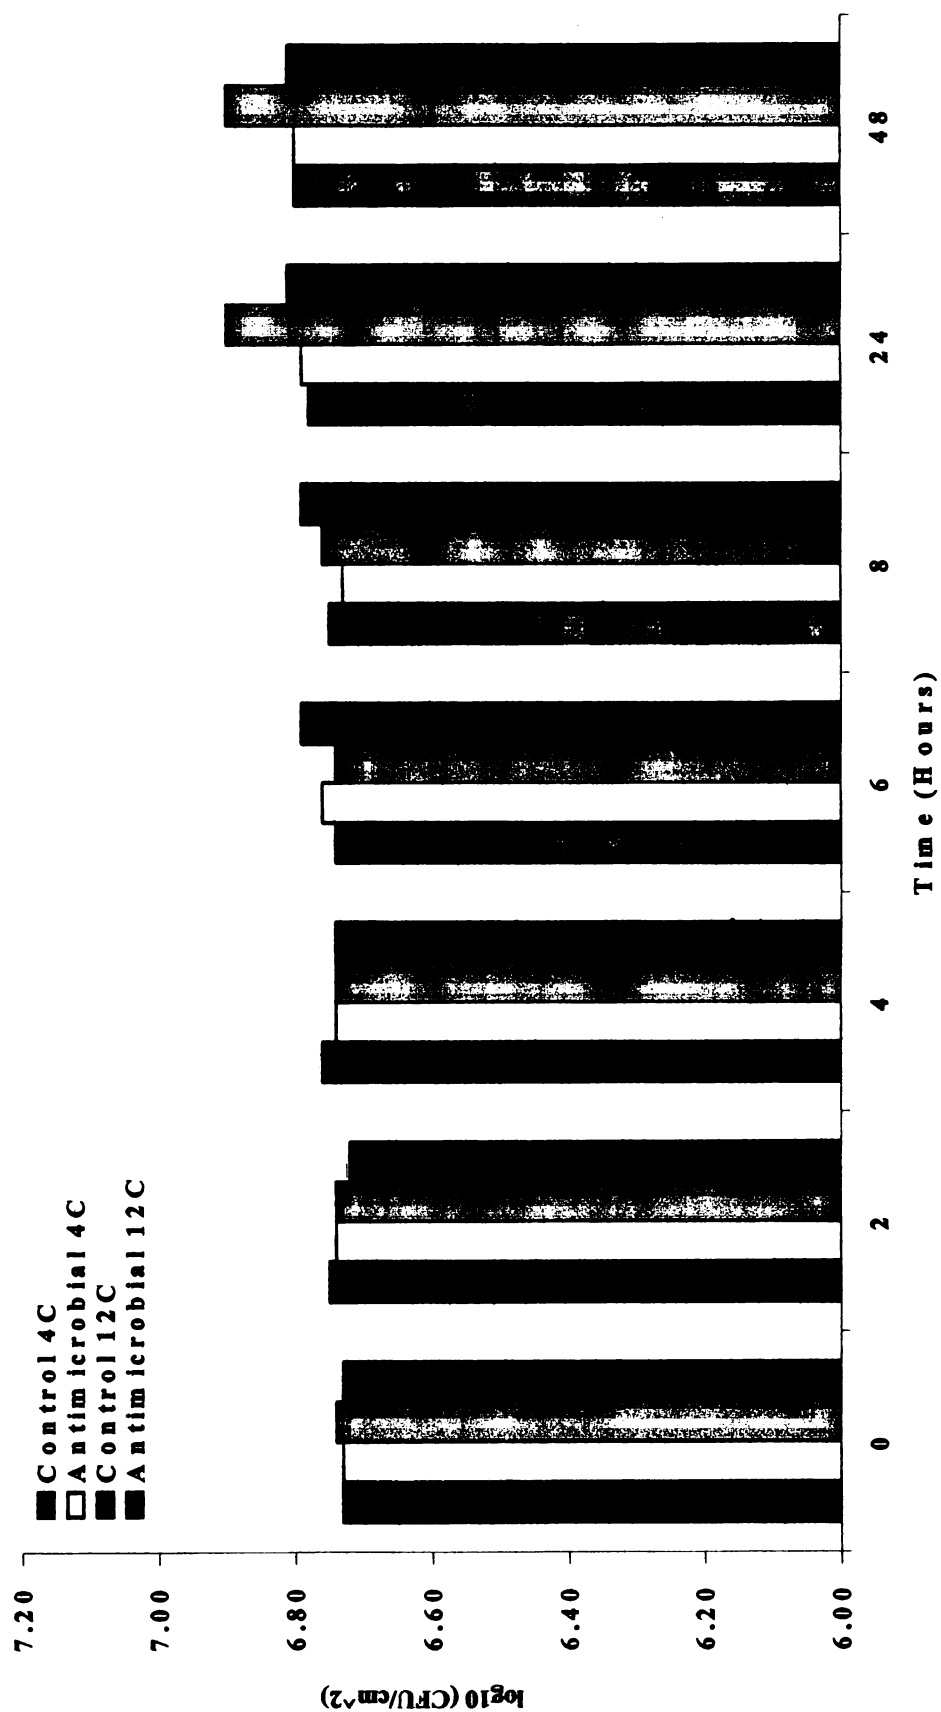 Control 4C
Antimicrobial 4C
Control 12C
Antimicrobial 12C
7.20
7.00
6.80
6.60
6.40
6.20
6.00
log10 (CFU/cm^2)
0
2
4
6
8
24
48
Time (Hours)